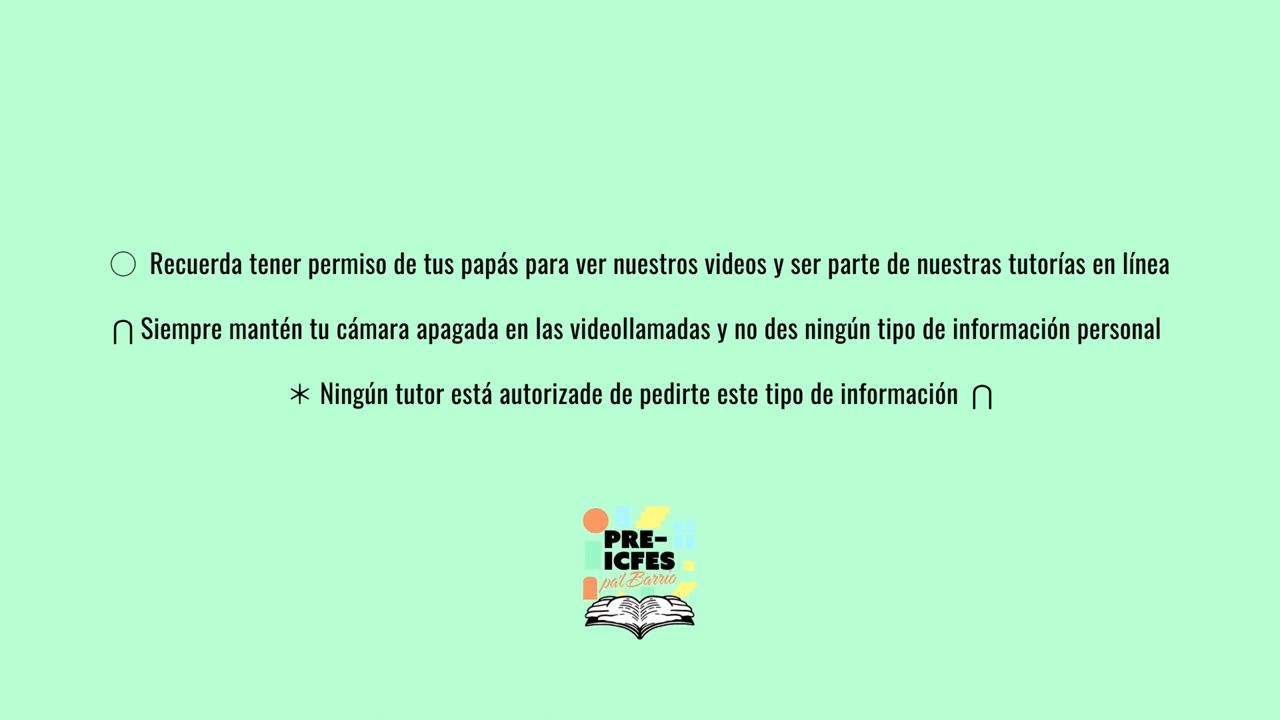 ○ Recuerda tener permiso de tus papás para ver nuestros videos y ser parte de nuestras tutorías en línea
⋂ Siempre mantén tu cámara apagada en las videollamadas y no des ningún tipo de información personal
＊ Ningún tutor está autorizade de pedirte este tipo de información ⋂
PRE-
ICFES
pa'l Barrio